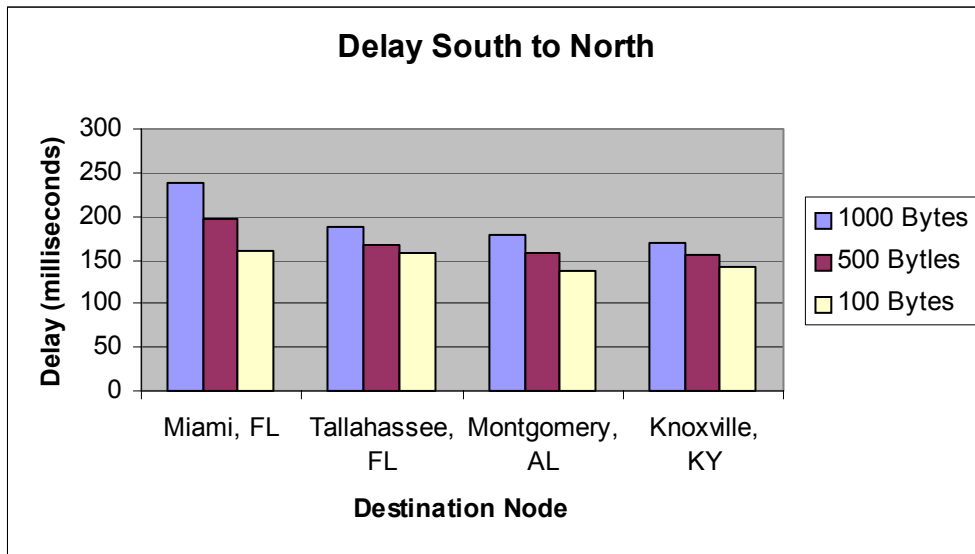 Delay South to North
Delay (milliseconds)
300
250
200
150
100
50
0
Miami, FL
Tallahassee,
FL
Montgomery,
AL
Knoxville,
KY
Destination Node
1000 Bytes
500 Bytles
100 Bytes